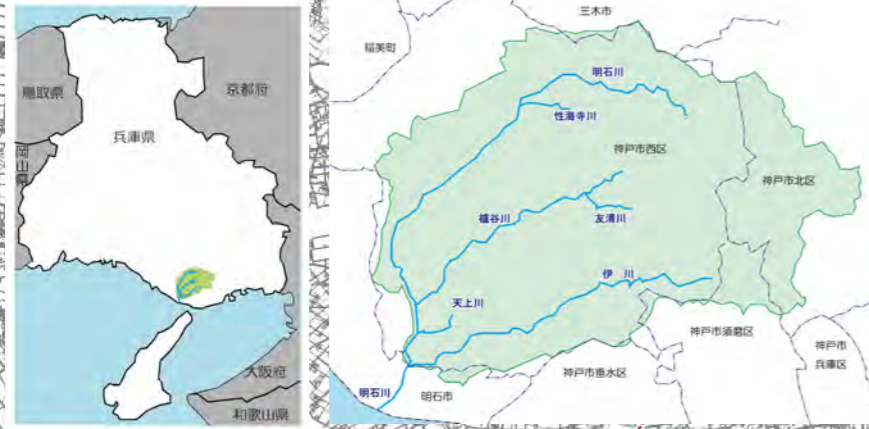 鳥取県
京都府
兵庫県
岡山県
大阪府
和歌山県
三木市
稲美町
明石川
性海寺川
神戸市西区
神戸市北区
櫨谷川
友清川
伊 川
天上川
神戸市須磨区
神戸市
兵庫区
神戸市垂水区
明石川
明石市